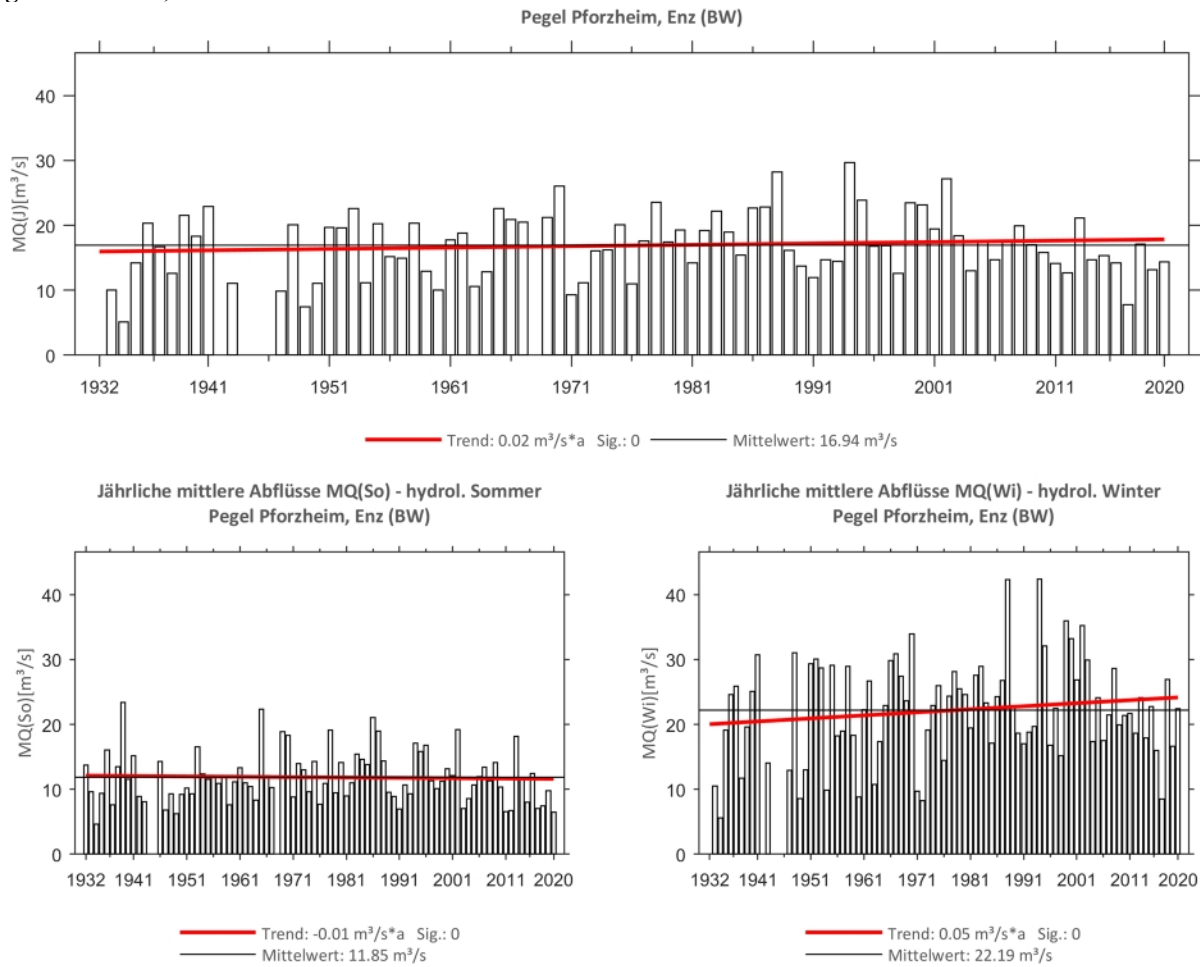 Pegel Pforzheim, Enz (BW)
MQ(J)[m³/s]
40
30
20
10
0
1932 1941 1951 1961 1971 1981 1991 2001 2011 2020
Trend: 0.02 m³/s*a Sig.: 0 Mittelwert: 16.94 m³/s
Jährliche mittlere Abflüsse MQ(So) - hydrol. Sommer
Pegel Pforzheim, Enz (BW)
MQ(So)[m³/s]
40
30
20
10
0
1932 1941 1951 1961 1971 1981 1991 2001 2011 2020
Trend: -0.01 m³/s*a Sig.: 0
Mittelwert: 11.85 m³/s
Jährliche mittlere Abflüsse MQ(Wi) - hydrol. Winter
Pegel Pforzheim, Enz (BW)
MQ(Wi)[m³/s]
40
30
20
10
0
1932 1941 1951 1961 1971 1981 1991 2001 2011 2020
Trend: 0.05 m³/s*a Sig.: 0
Mittelwert: 22.19 m³/s